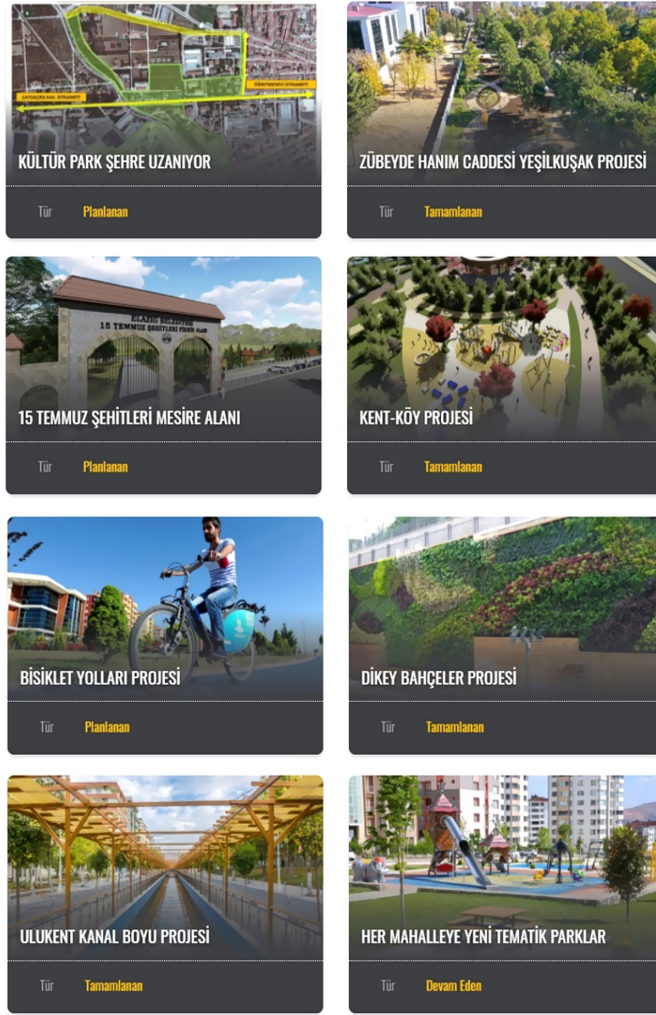 KÜLTÜR PARK ŞEHRE UZANIYOR
Tür Planlanan
ZÜBEYDE HANIM CADDESİ YEŞİLKUŞAK PROJESİ
Tür Tamamlanan
ELAZIĞ BELEDİYESİ
15 TEMMUZ ŞEHİTLERİ PİKNİK ALANI
15 TEMMUZ ŞEHİTLERİ MESİRE ALANI
Tür Planlanan
KENT-KÖY PROJESİ
Tür Tamamlanan
BİSİKLET YOLLARI PROJESİ
Tür Planlanan
DİKEY BAHÇELER PROJESİ
Tür Tamamlanan
ULUKENT KANAL BOYU PROJESİ
Tür Tamamlanan
HER MAHALLEYE YENİ TEMATİK PARKLAR
Tür Devam Eden